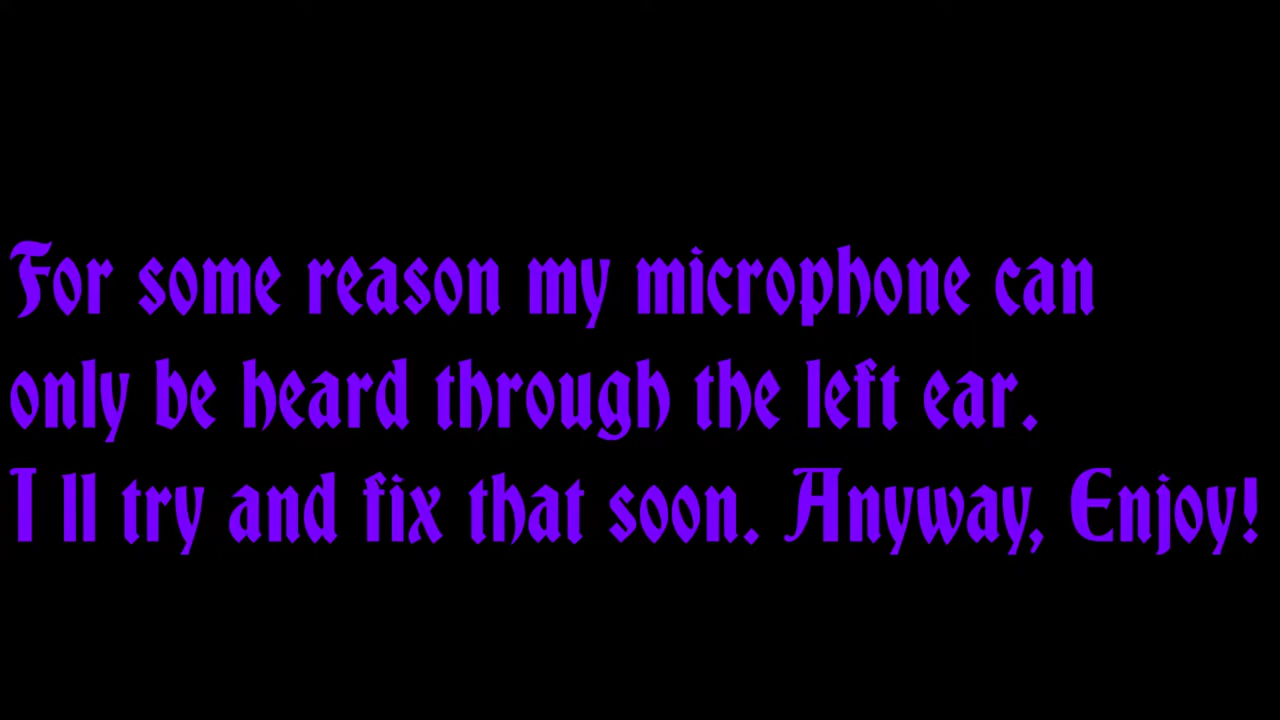 For some reason my microphone can
only be heard through the left ear.
I ll try and fix that soon. Anyway, Enjoy!